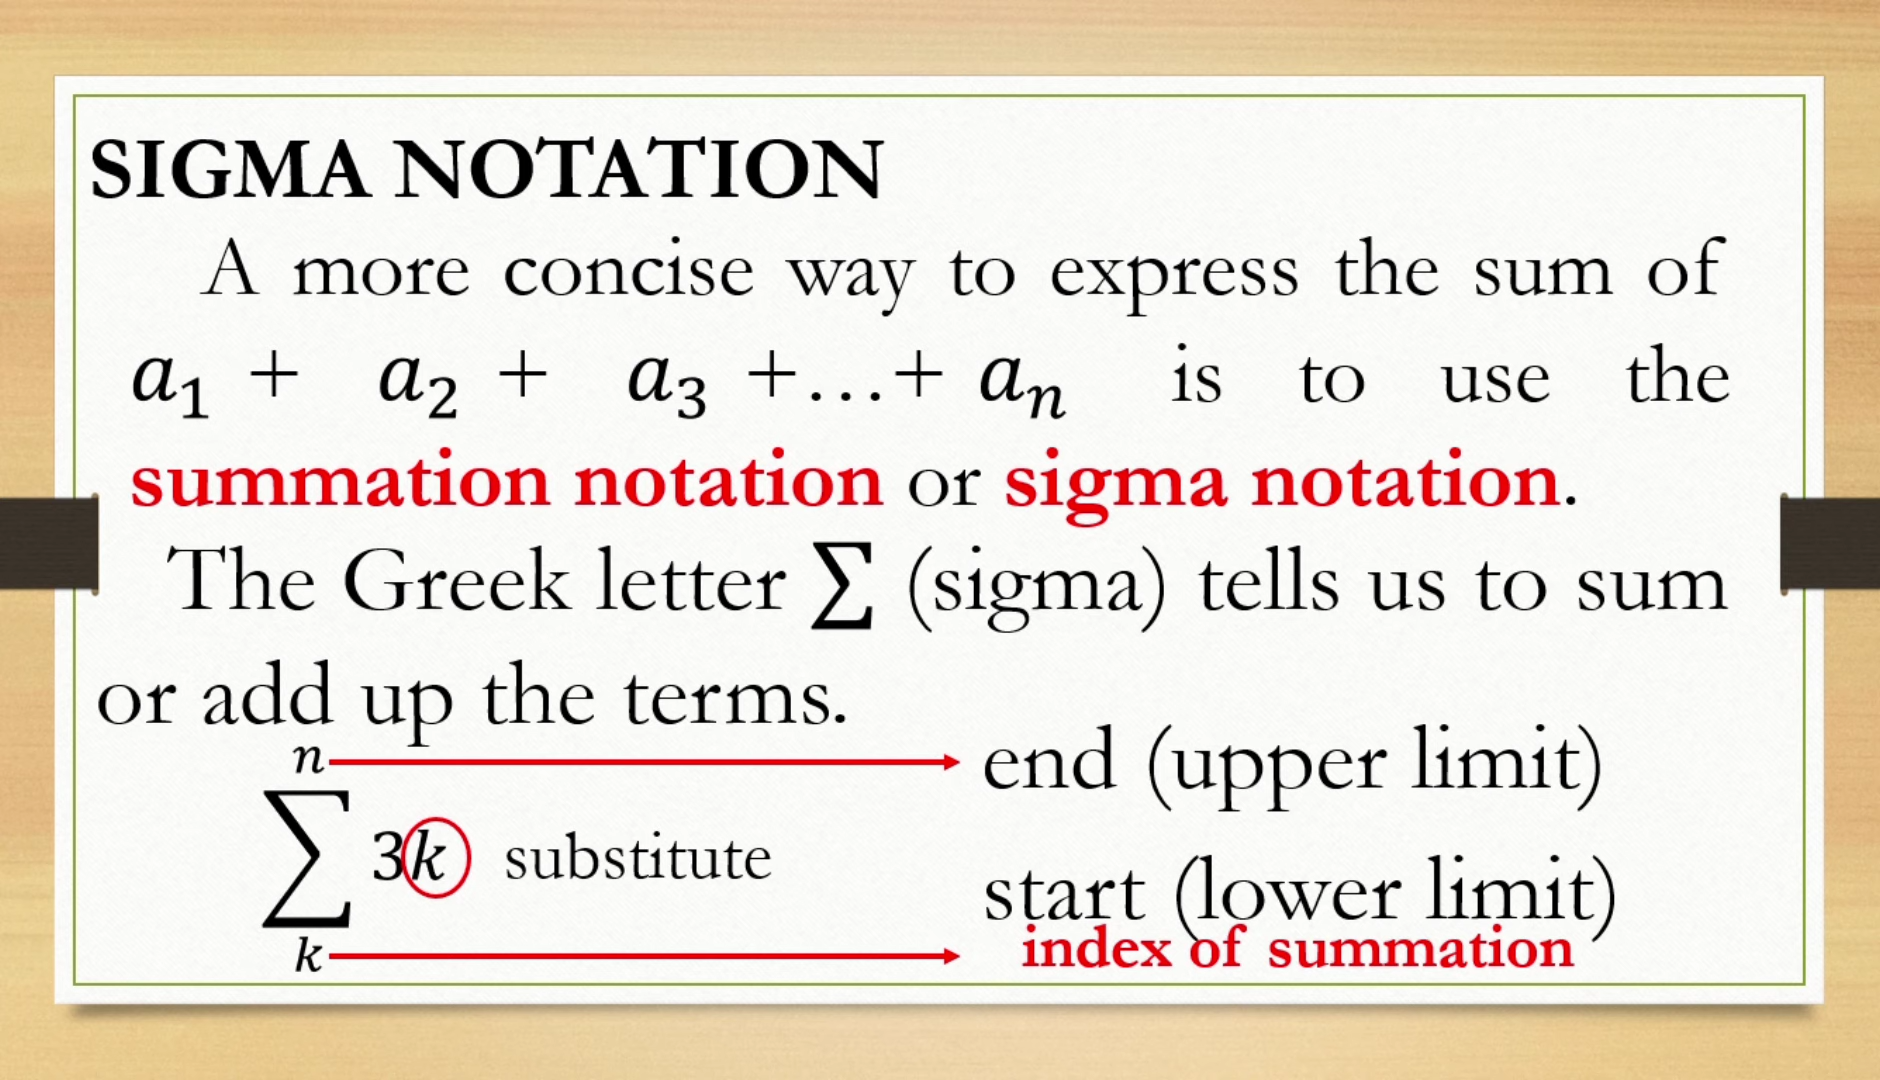 SIGMA NOTATION
A more concise way to express the sum of
a₁ + a₂ + a₃ +...+ aₙ is to use the
summation notation or sigma notation.
The Greek letter ∑ (sigma) tells us to sum
or add up the terms.
n end (upper limit)
∑ 3k substitute
start (lower limit)
k index of summation